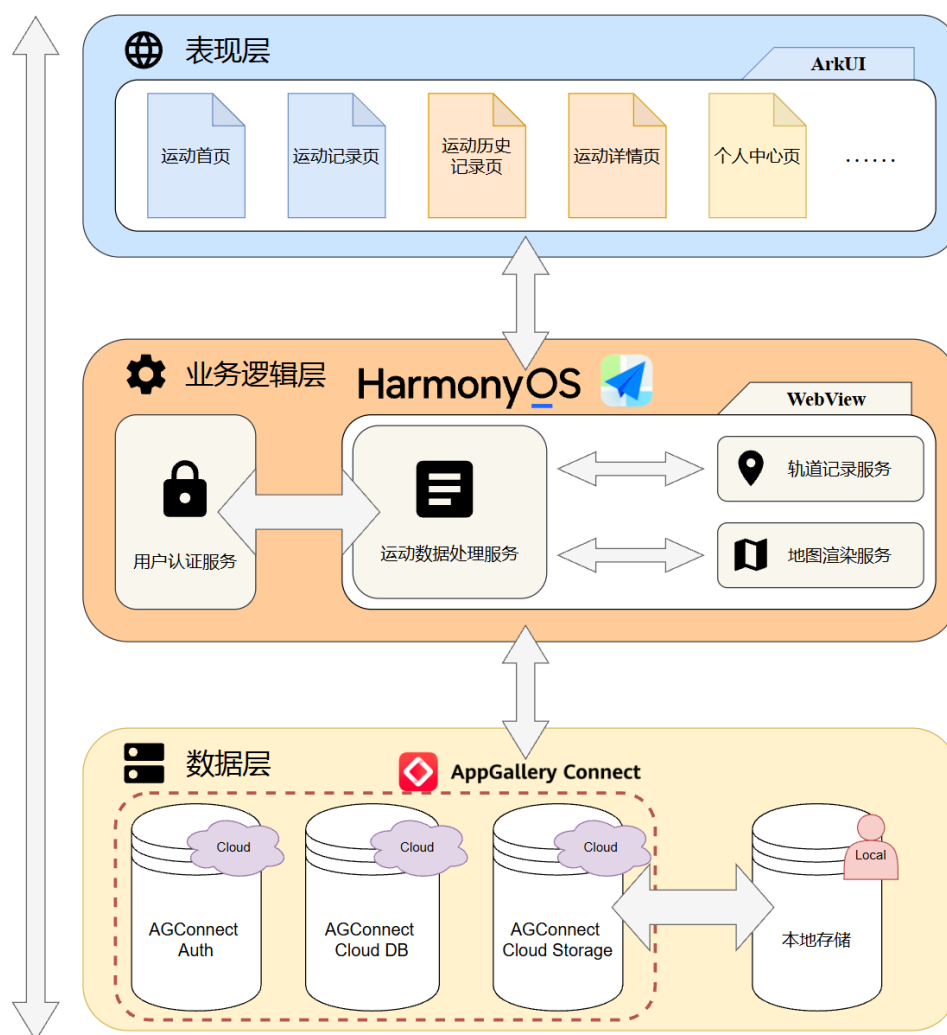 表现层
ArkUI
运动首页
运动记录页
运动历史
记录页
运动详情页
个人中心页
......
业务逻辑层
HarmonyOS
WebView
用户认证服务
运动数据处理服务
轨道记录服务
地图渲染服务
数据层
AppGallery Connect
Cloud
Cloud
Cloud
Local
AGConnect
Auth
AGConnect
Cloud DB
AGConnect
Cloud Storage
本地存储